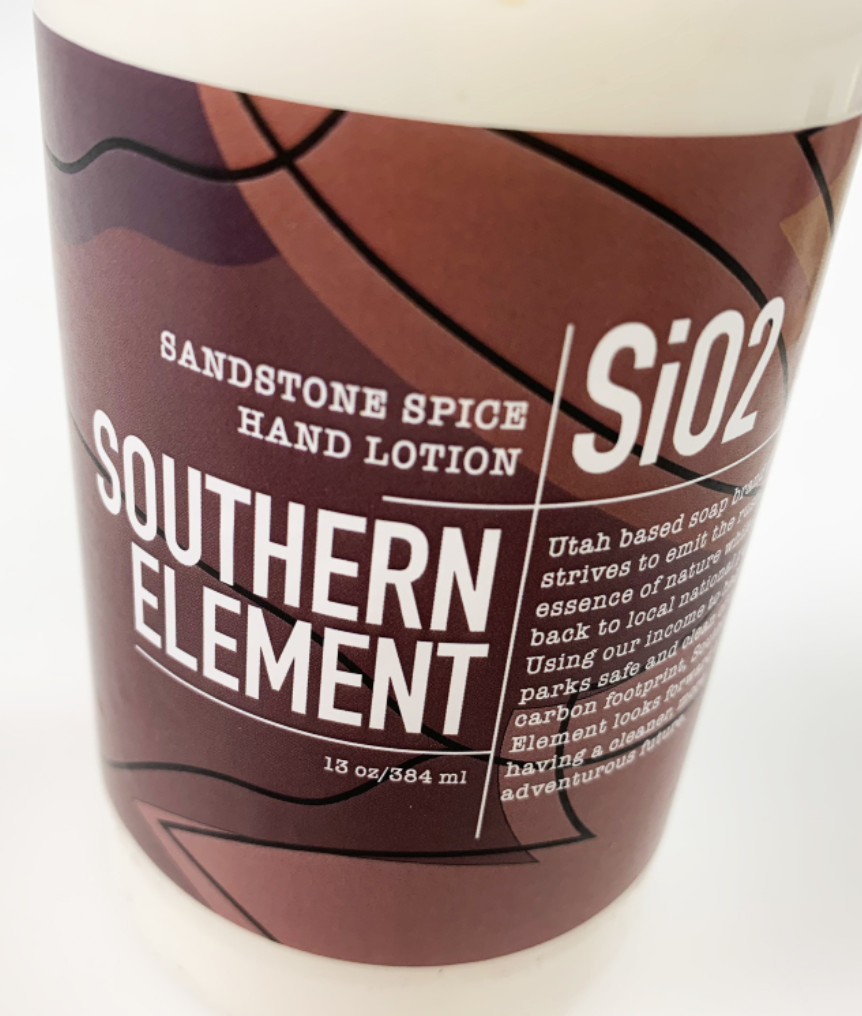 SANDSTONE SPICE
HAND LOTION
SOUTHERN
ELEMENT
13 oz/384 ml
SiO2
Utah based soap
strives to emit the
essence of nature
back to local
Using our income to
parks safe and clean
carbon footprint.
Element looks
having a cleaner,
adventurous future.